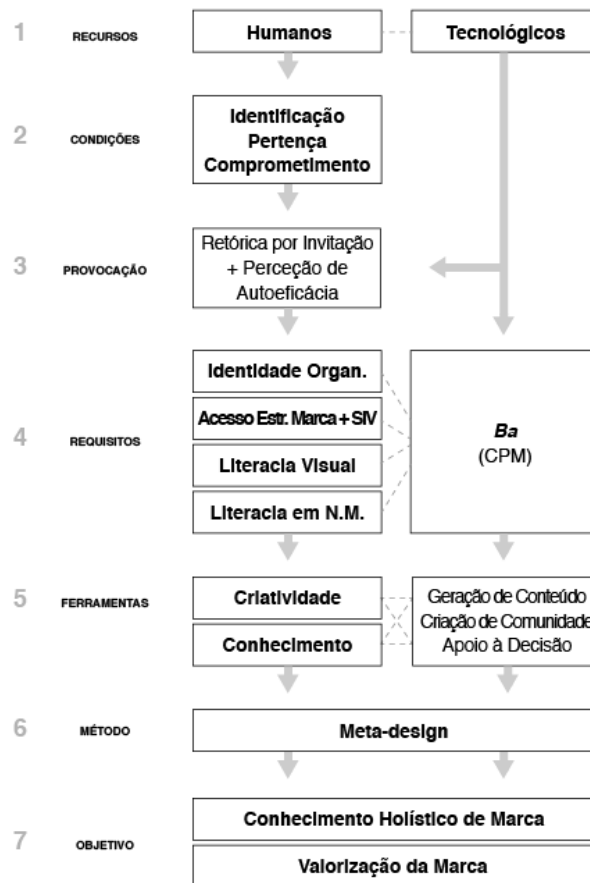 1 RECURSOS Humanos Tecnológicos
2 CONDIÇÕES
Identificação
Pertença
Comprometimento
3 PROVOCAÇÃO
Retórica por Invitação
+ Perceção de
Autoeficácia
4 REQUISITOS
Identidade Organ.
Acesso Estr. Marca + SIV
Literacia Visual
Literacia em N.M.
Ba
(CPM)
5 FERRAMENTAS
Criatividade
Conhecimento
Geração de Conteúdo
Criação de Comunidade
Apoio à Decisão
6 MÉTODO Meta-design
7 OBJETIVO
Conhecimento Holístico de Marca
Valorização da Marca